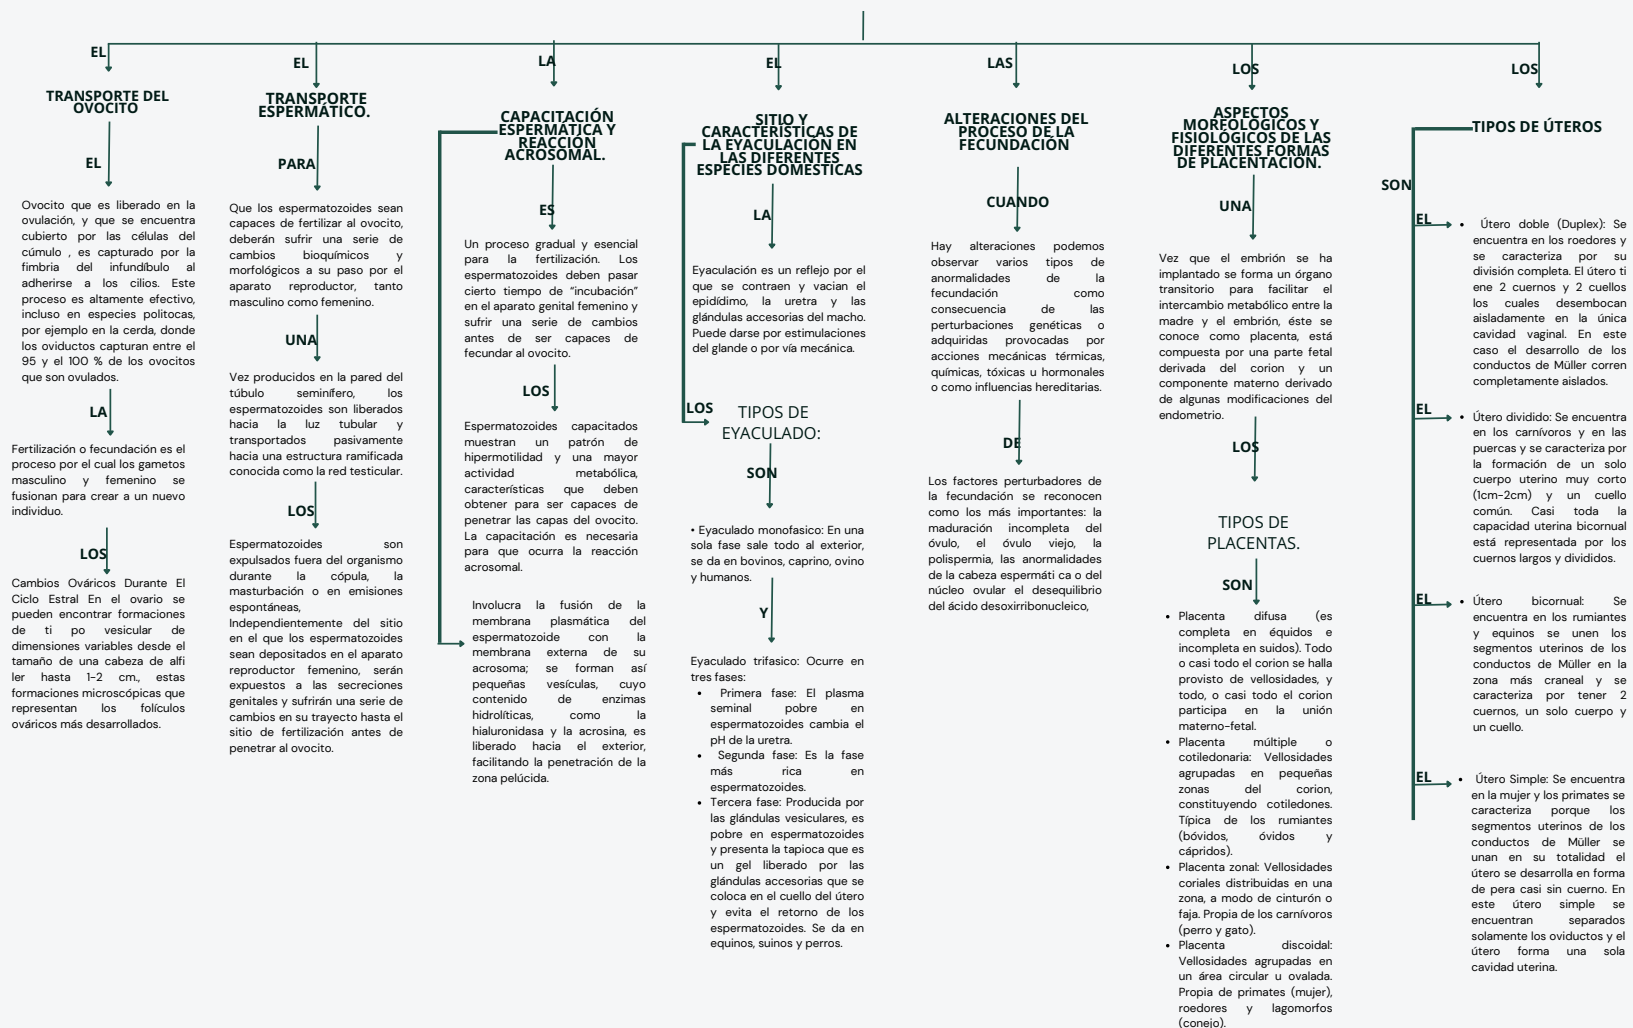 EL
TRANSPORTE DEL
OVOCITO
EL
Ovocito que es liberado en la
ovulación, y que se encuentra
cubierto por las células del
cúmulo , es capturado por la
fimbria del infundíbulo al
adherirse a los cilios. Este
proceso es altamente efectivo,
incluso en especies politocas,
por ejemplo en la cerda, donde
los oviductos capturan entre el
95 y el 100 % de los ovocitos
que son ovulados.
LA
Fertilización o fecundación es el
proceso por el cual los gametos
masculino y femenino se
fusionan para crear a un nuevo
individuo.
LOS
Cambios Ováricos Durante El
Ciclo Estral En el ovario se
pueden encontrar formaciones
de ti po vesicular de
dimensiones variables desde el
tamaño de una cabeza de alfi
ler hasta 1-2 cm., estas
formaciones microscópicas que
representan los folículos
ováricos más desarrollados.
EL
TRANSPORTE
ESPERMÁTICO.
PARA
Que los espermatozoides sean
capaces de fertilizar al ovocito,
deberán sufrir una serie de
cambios bioquímicos y
morfológicos a su paso por el
aparato reproductor, tanto
masculino como femenino.
UNA
Vez producidos en la pared del
túbulo seminífero, los
espermatozoides son liberados
hacia la luz tubular y
transportados pasivamente
hacia una estructura ramificada
conocida como la red testicular.
LOS
Espermatozoides son
expulsados fuera del organismo
durante la cópula, la
masturbación o en emisiones
espontáneas,
Independientemente del sitio
en el que los espermatozoides
sean depositados en el aparato
reproductor femenino, serán
expuestos a las secreciones
genitales y sufrirán una serie de
cambios en su trayecto hasta el
sitio de fertilización antes de
penetrar al ovocito.
LA
CAPACITACIÓN
ESPERMÁTICA Y
REACCIÓN
ACROSOMAL.
ES
Un proceso gradual y esencial
para la fertilización. Los
espermatozoides deben pasar
cierto tiempo de “incubación”
en el aparato genital femenino y
sufrir una serie de cambios
antes de ser capaces de
fecundar al ovocito.
LOS
Espermatozoides capacitados
muestran un patrón de
hipermotilidad y una mayor
actividad metabólica,
características que deben
obtener para ser capaces de
penetrar las capas del ovocito.
La capacitación es necesaria
para que ocurra la reacción
acrosomal.
Involucra la fusión de la
membrana plasmática del
espermatozoide con la
membrana externa de su
acrosoma; se forman así
pequeñas vesículas, cuyo
contenido de enzimas
hidrolíticas, como la
hialuronidasa y la acrosina, es
liberado hacia el exterior,
facilitando la penetración de la
zona pelúcida.
EL
SITIO Y
CARACTERÍSTICAS DE
LA EYACULACIÓN EN
LAS DIFERENTES
ESPECIES DOMESTICAS
LA
Eyaculación es un reflejo por el
que se contraen y vacian el
epidídimo, la uretra y las
glándulas accesorias del macho.
Puede darse por estimulaciones
del glande o por vía mecánica.
LOS
TIPOS DE
EYACULADO:
SON
• Eyaculado monofasico: En una
sola fase sale todo al exterior,
se da en bovinos, caprino, ovino
y humanos.
Y
Eyaculado trifasico: Ocurre en
tres fases:
• Primera fase: El plasma
seminal pobre en
espermatozoides cambia el
pH de la uretra.
• Segunda fase: Es la fase
más rica en
espermatozoides.
• Tercera fase: Producida por
las glándulas vesiculares, es
pobre en espermatozoides
y presenta la tapioca que es
un gel liberado por las
glándulas accesorias que se
coloca en el cuello del útero
y evita el retorno de los
espermatozoides. Se da en
equinos, suinos y perros.
LAS
ALTERACIONES DEL
PROCESO DE LA
FECUNDACIÓN
CUANDO
Hay alteraciones podemos
observar varios tipos de
anormalidades de la
fecundación como
consecuencia de las
perturbaciones genéticas o
adquiridas provocadas por
acciones mecánicas térmicas,
químicas, tóxicas u hormonales
o como influencias hereditarias.
DE
Los factores perturbadores de
la fecundación se reconocen
como los más importantes: la
maduración incompleta del
óvulo, el óvulo viejo, la
polispermia, las anormalidades
de la cabeza espermáti ca o del
núcleo ovular el desequilibrio
del ácido desoxirribonucleico,
LOS
ASPECTOS
MORFOLÓGICOS Y
FISIOLÓGICOS DE LAS
DIFERENTES FORMAS
DE PLACENTACIÓN.
UNA
Vez que el embrión se ha
implantado se forma un órgano
transitorio para facilitar el
intercambio metabólico entre la
madre y el embrión, éste se
conoce como placenta, está
compuesta por una parte fetal
derivada del corion y un
componente materno derivado
de algunas modificaciones del
endometrio.
LOS
TIPOS DE
PLACENTAS.
SON
• Placenta difusa (es
completa en équidos e
incompleta en suidos). Todo
o casi todo el corion se halla
provisto de vellosidades, y
todo, o casi todo el corion
participa en la unión
materno-fetal.
• Placenta múltiple o
cotiledonaria: Vellosidades
agrupadas en pequeñas
zonas del corion,
constituyendo cotiledones.
Típica de los rumiantes
(bóvidos, óvidos y
cápridos).
• Placenta zonal: Vellosidades
coriales distribuidas en una
zona, a modo de cinturón o
faja. Propia de los carnívoros
(perro y gato).
• Placenta discoidal:
Vellosidades agrupadas en
un área circular u ovalada.
Propia de primates (mujer),
roedores y lagomorfos
(conejo).
LOS
TIPOS DE ÚTEROS
SON
EL
• Útero doble (Duplex): Se
encuentra en los roedores y
se caracteriza por su
división completa. El útero ti
ene 2 cuernos y 2 cuellos
los cuales desembocan
aisladamente en la única
cavidad vaginal. En este
caso el desarrollo de los
conductos de Müller corren
completamente aislados.
EL
• Útero dividido: Se encuentra
en los carnívoros y en las
puercas y se caracteriza por
la formación de un solo
cuerpo uterino muy corto
(1cm-2cm) y un cuello
común. Casi toda la
capacidad uterina bicornual
está representada por los
cuernos largos y divididos.
EL
• Útero bicornual: Se
encuentra en los rumiantes
y equinos se unen los
segmentos uterinos de los
conductos de Müller en la
zona más craneal y se
caracteriza por tener 2
cuernos, un solo cuerpo y
un cuello.
EL
• Útero Simple: Se encuentra
en la mujer y los primates se
caracteriza porque los
segmentos uterinos de los
conductos de Müller se
unan en su totalidad el
útero se desarrolla en forma
de pera casi sin cuerno. En
este útero simple se
encuentran separados
solamente los oviductos y el
útero forma una sola
cavidad uterina.